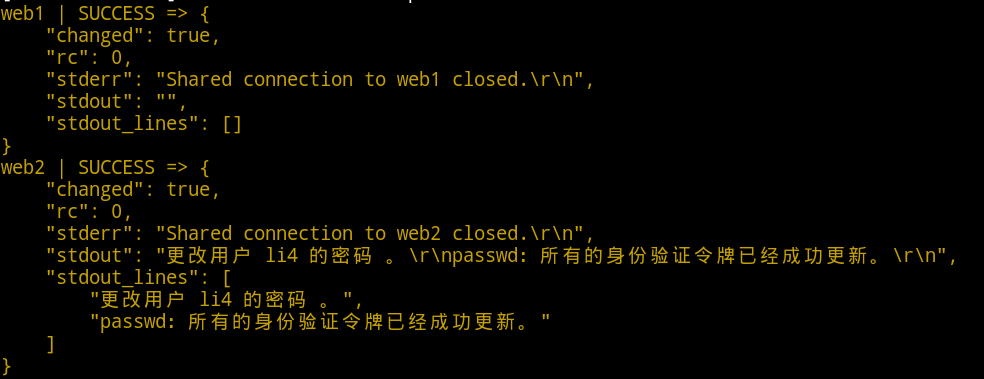 web1 | SUCCESS => {
    "changed": true,
    "rc": 0,
    "stderr": "Shared connection to web1 closed.\r\n",
    "stdout": "",
    "stdout_lines": []
}
web2 | SUCCESS => {
    "changed": true,
    "rc": 0,
    "stderr": "Shared connection to web2 closed.\r\n",
    "stdout": "更改用户 li4 的密码 。\r\npasswd: 所有的身份验证令牌已经成功更新。\r\n",
    "stdout_lines": [
        "更改用户 li4 的密码 。",
        "passwd: 所有的身份验证令牌已经成功更新。"
    ]
}